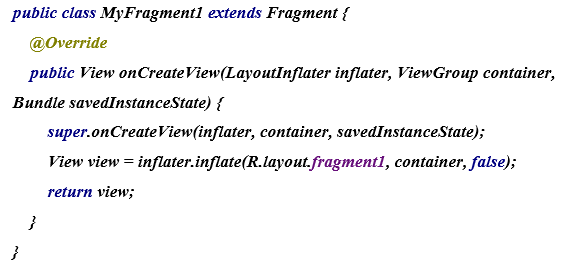 public class MyFragment1 extends Fragment {
@Override
public View onCreateView(LayoutInflater inflater, ViewGroup container,
Bundle savedInstanceState) {
super.onCreateView(inflater, container, savedInstanceState);
View view = inflater.inflate(R.layout.fragment1, container, false);
return view;
}
}